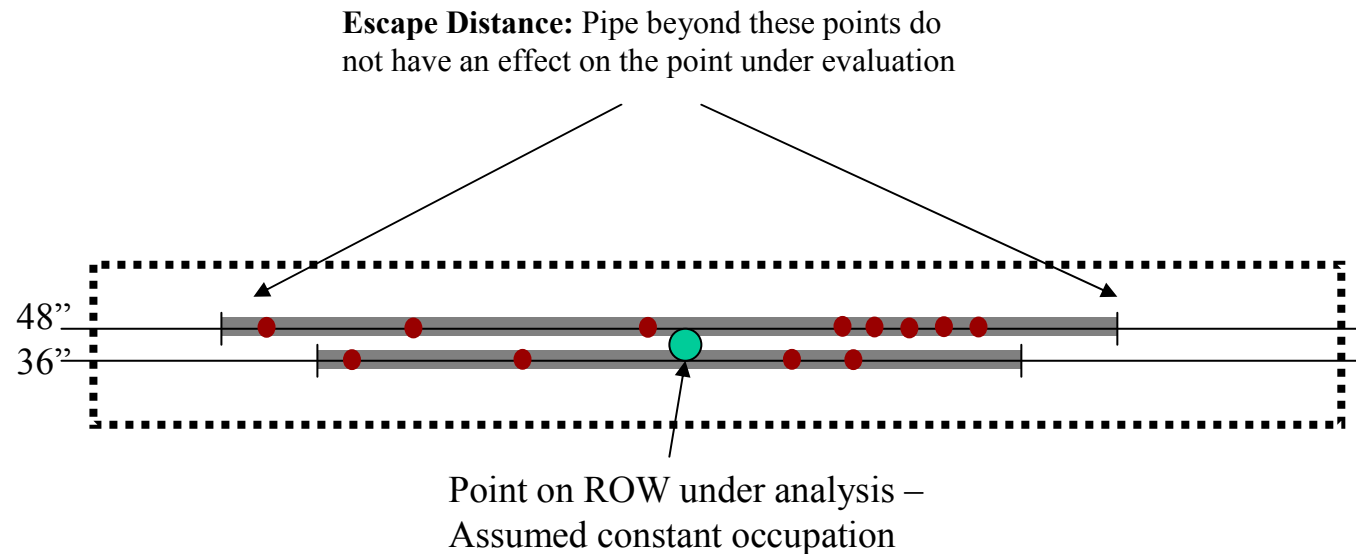 Escape Distance: Pipe beyond these points do
not have an effect on the point under evaluation
48”
36”
Point on ROW under analysis –
Assumed constant occupation